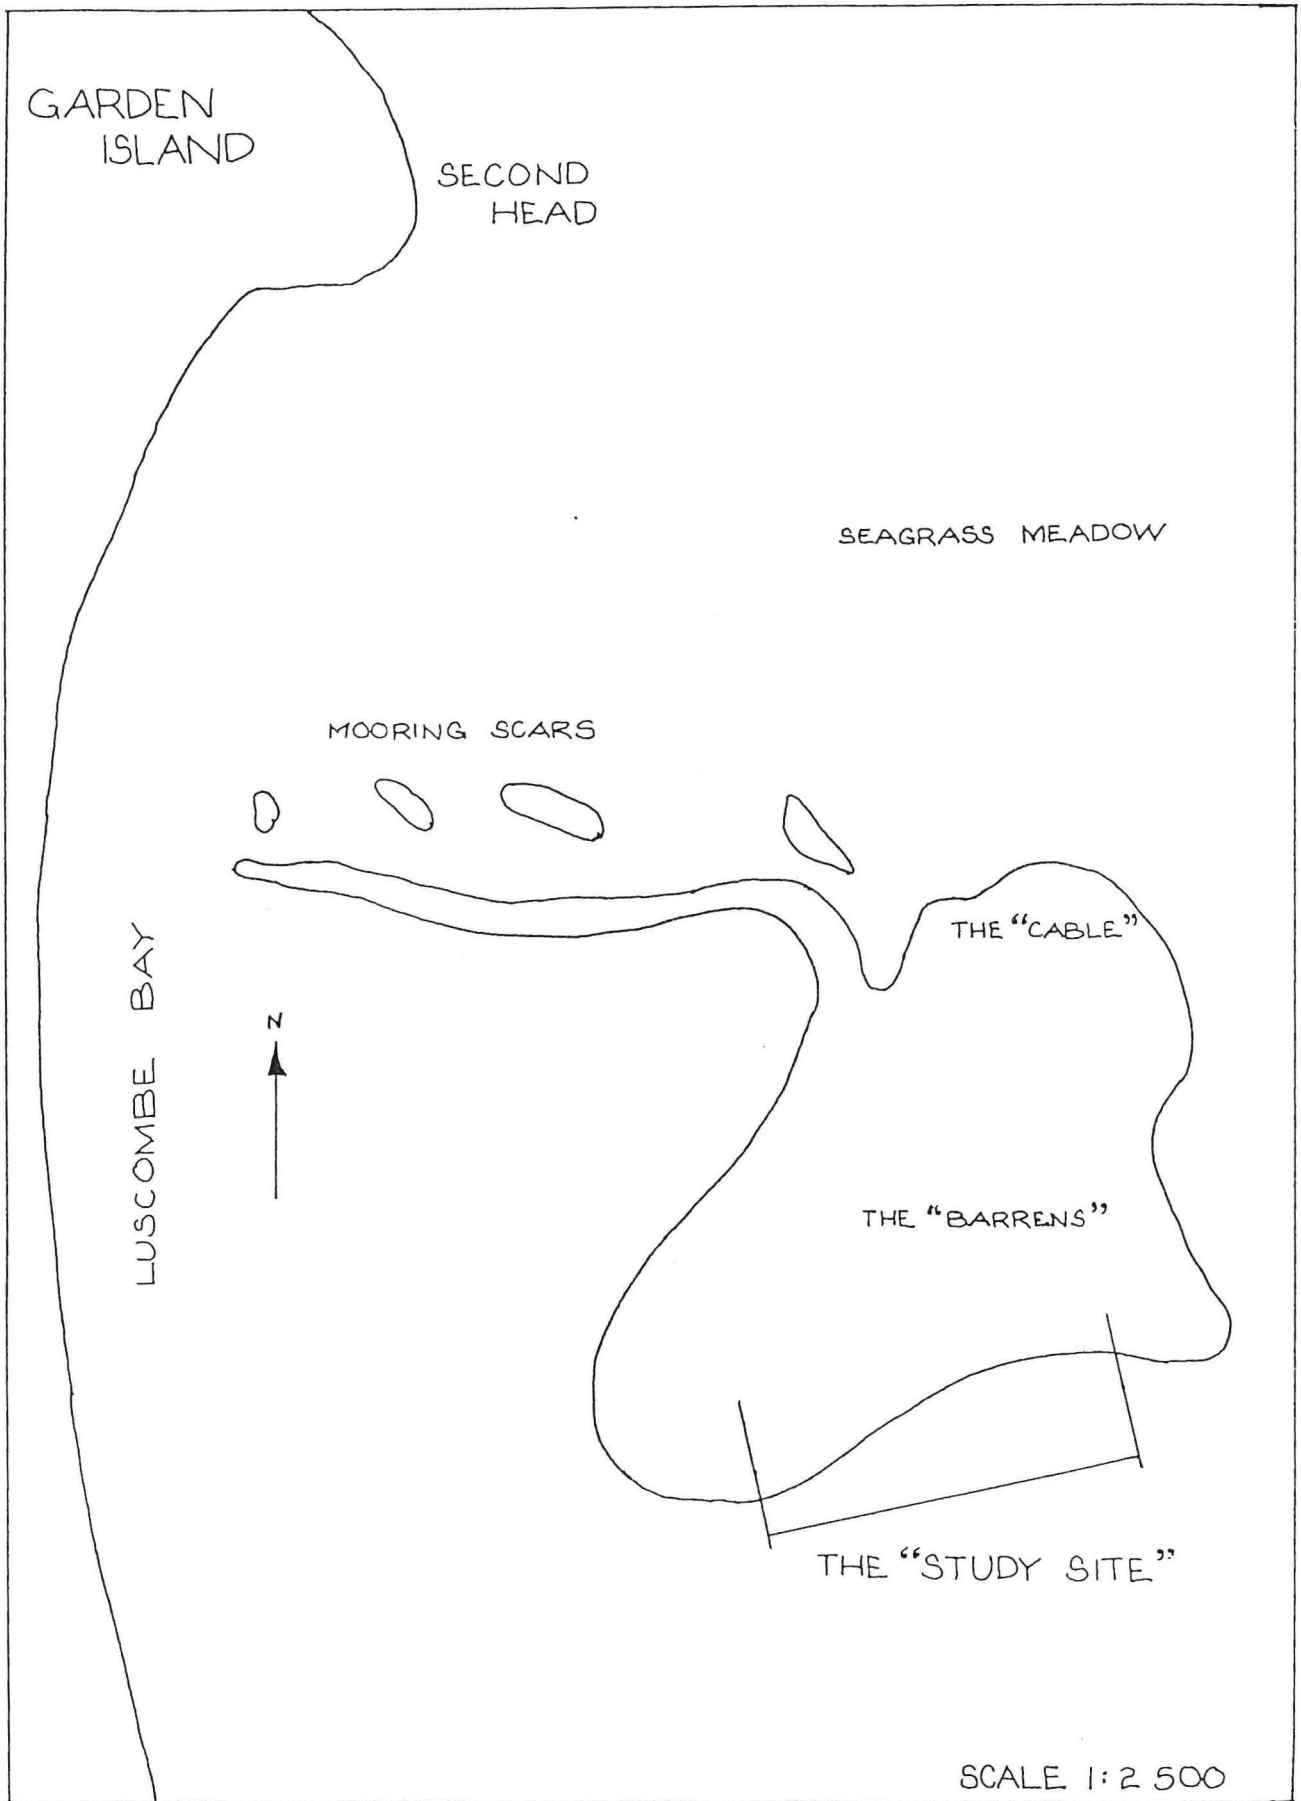 GARDEN
ISLAND
SECOND
HEAD
SEAGRASS MEADOW
MOORING SCARS
THE "CABLE"
LUSCOMBE BAY
N
THE "BARRENS"
THE "STUDY SITE"
SCALE 1:2 500